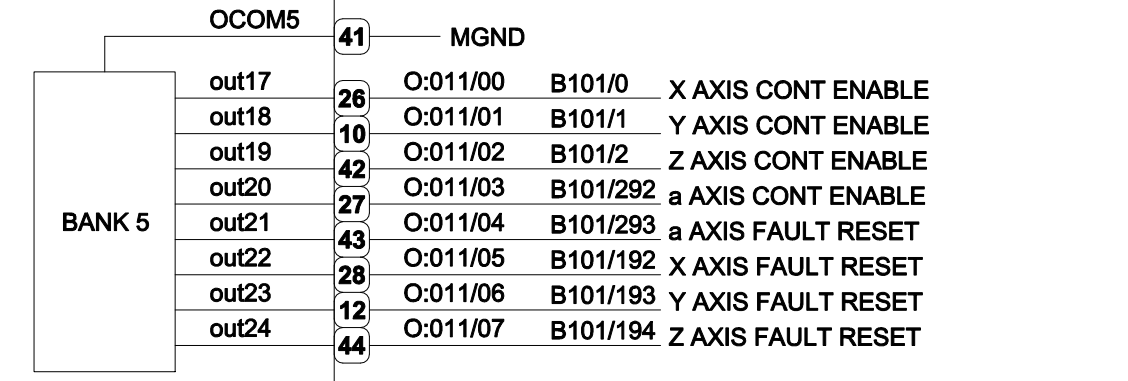 OCOM5
41 MGND
out17 26 O:011/00 B101/0 X AXIS CONT ENABLE
out18 10 O:011/01 B101/1 Y AXIS CONT ENABLE
out19 42 O:011/02 B101/2 Z AXIS CONT ENABLE
out20 27 O:011/03 B101/292 a AXIS CONT ENABLE
BANK 5 out21 43 O:011/04 B101/293 a AXIS FAULT RESET
out22 28 O:011/05 B101/192 X AXIS FAULT RESET
out23 12 O:011/06 B101/193 Y AXIS FAULT RESET
out24 44 O:011/07 B101/194 Z AXIS FAULT RESET